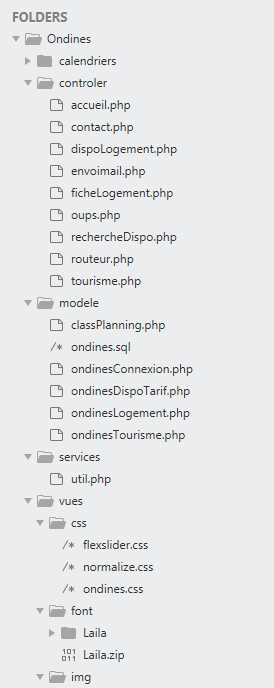 FOLDERS
Ondines
calendriers
controler
accueil.php
contact.php
dispoLogement.php
envoimail.php
ficheLogement.php
oups.php
rechercheDispo.php
routeur.php
tourisme.php
modele
classPlanning.php
/* ondines.sql
ondinesConnexion.php
ondinesDispoTarif.php
ondinesLogement.php
ondinesTourisme.php
services
util.php
vues
css
/* flexslider.css
/* normalize.css
/* ondines.css
font
Laila
010 011 Laila.zip
img